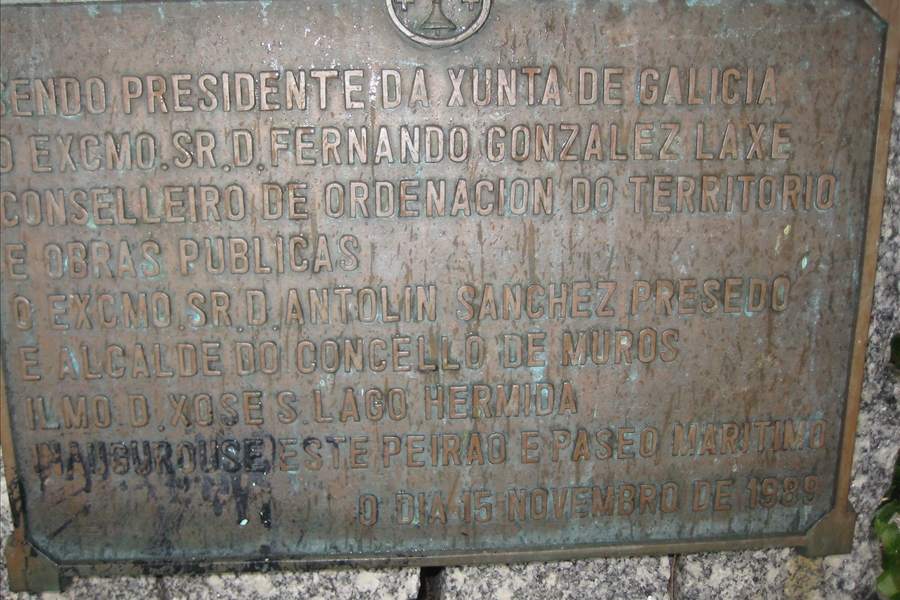 SENDO PRESIDENTE DA XUNTA DE GALICIA
O EXCMO.SR.D.FERNANDO GONZALEZ LAXE
CONSELLEIRO DE ORDENACION DO TERRITORIO
E OBRAS PUBLICAS
O EXCMO.SR.D.ANTOLIN SANCHEZ PRESEDO
E ALCALDE DO CONCELLO DE MUROS
ILMO.D.XOSE S.LAGO HERMIDA
INAUGUROUSE ESTE PEIRAO E PASEO MARITIMO
O DIA 15 NOVEMBRO DE 1989